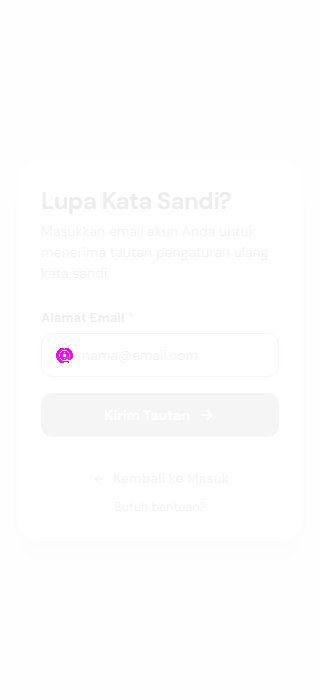 Lupa Kata Sandi?
Masukkan email akun Anda untuk
menerima tautan pengaturan ulang
kata sandi.
Alamat Email *
@ nama@email.com
Kirim Tautan →
← Kembali ke Masuk
Butuh bantuan?